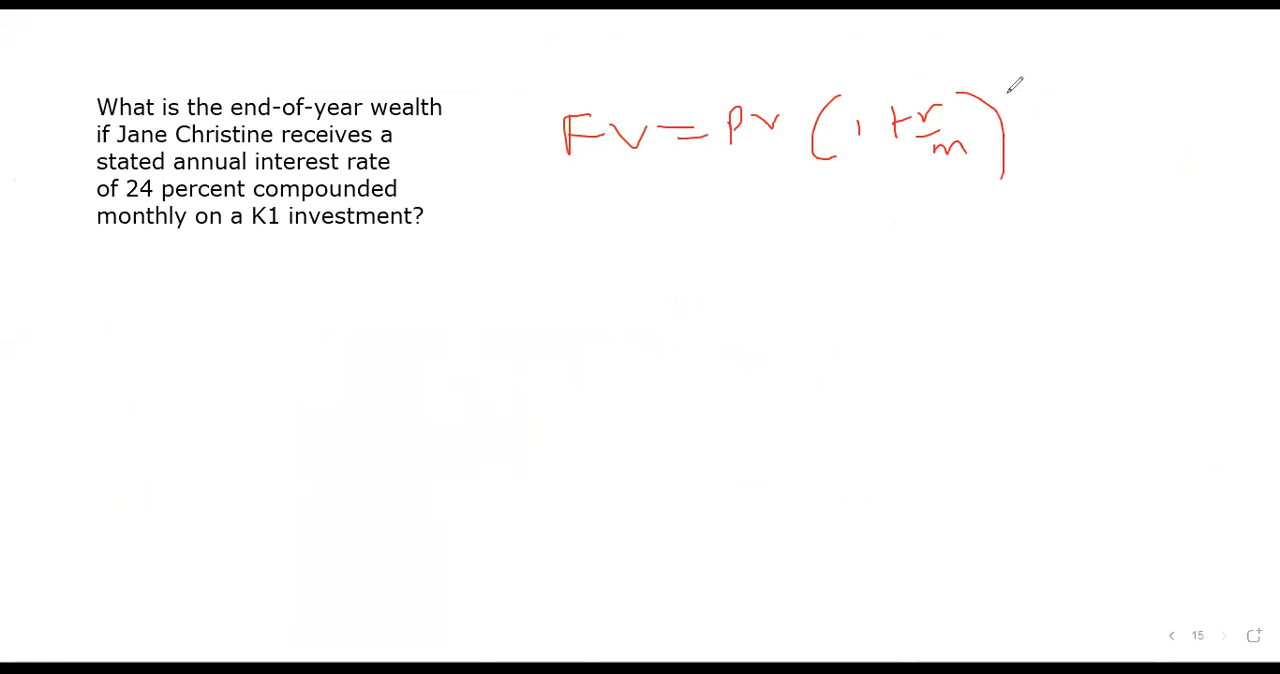 What is the end-of-year wealth
if Jane Christine receives a
stated annual interest rate
of 24 percent compounded
monthly on a K1 investment?
FV = PV (1 + r/m)
15